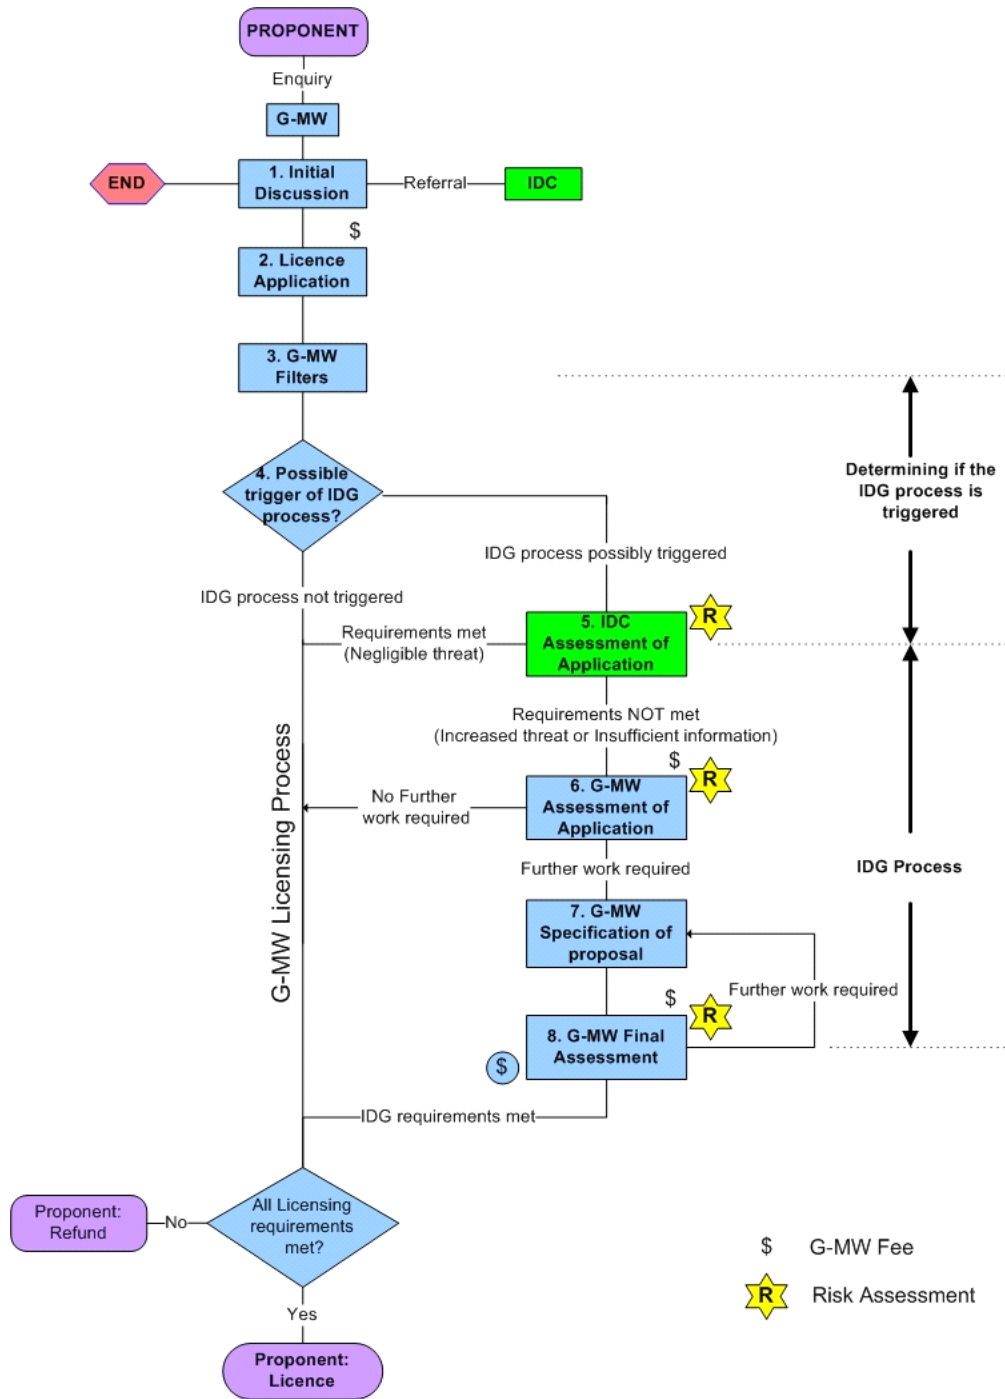 PROPONENT
Enquiry
G-MW
1. Initial
Discussion
END
Referral
IDC
$
2. Licence
Application
3. G-MW
Filters
4. Possible
trigger of IDG
process?
Determining if the
IDG process is
triggered
IDG process possibly triggered
IDG process not triggered
5. IDC
Assessment of
Application
R
Requirements met
(Negligible threat)
Requirements NOT met
(Increased threat or Insufficient information)
$
R
6. G-MW
Assessment of
Application
No Further
work required
G-MW Licensing Process
Further work required
IDG Process
7. G-MW
Specification of
proposal
Further work required
$
R
8. G-MW Final
Assessment
$
IDG requirements met
All Licensing
requirements
met?
No
Proponent:
Refund
Yes
Proponent:
Licence
$ G-MW Fee
R Risk Assessment